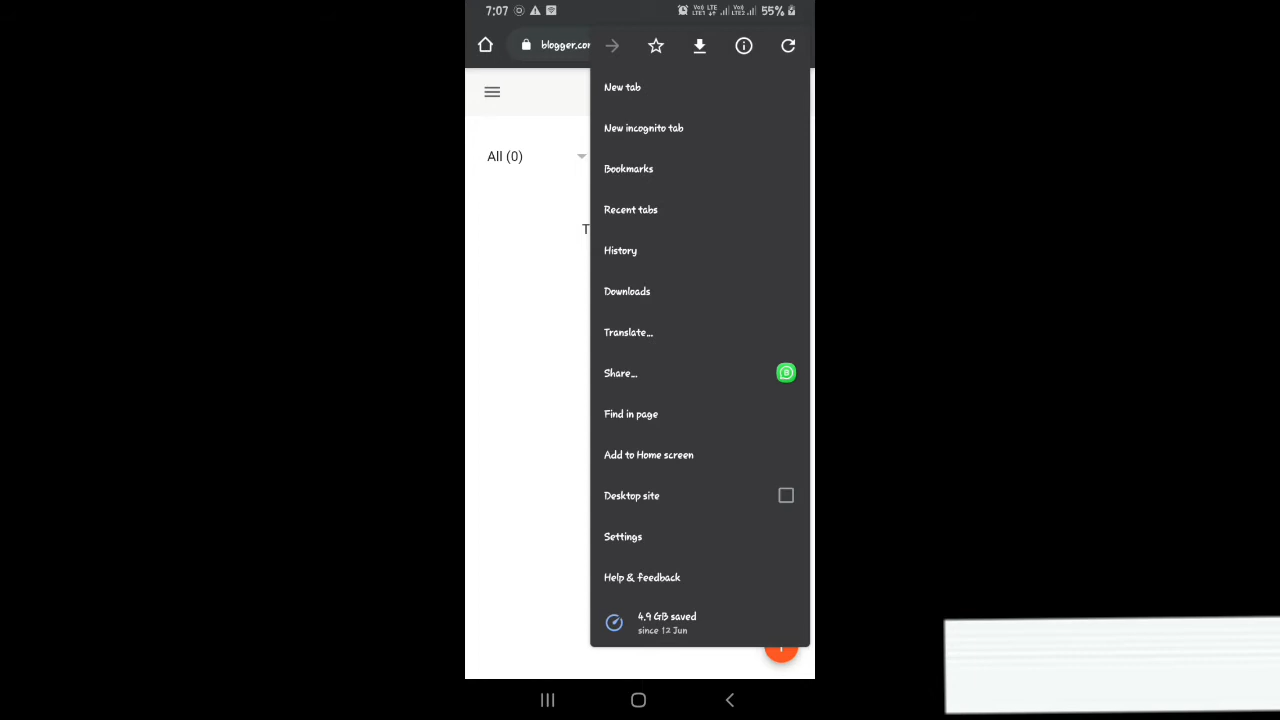 7:07
55%
blogger.co
New tab
New incognito tab
All (0)
Bookmarks
Recent tabs
T
History
Downloads
Translate...
Share...
Find in page
Add to Home screen
Desktop site
Settings
Help & feedback
4.9 GB saved
since 12 Jun